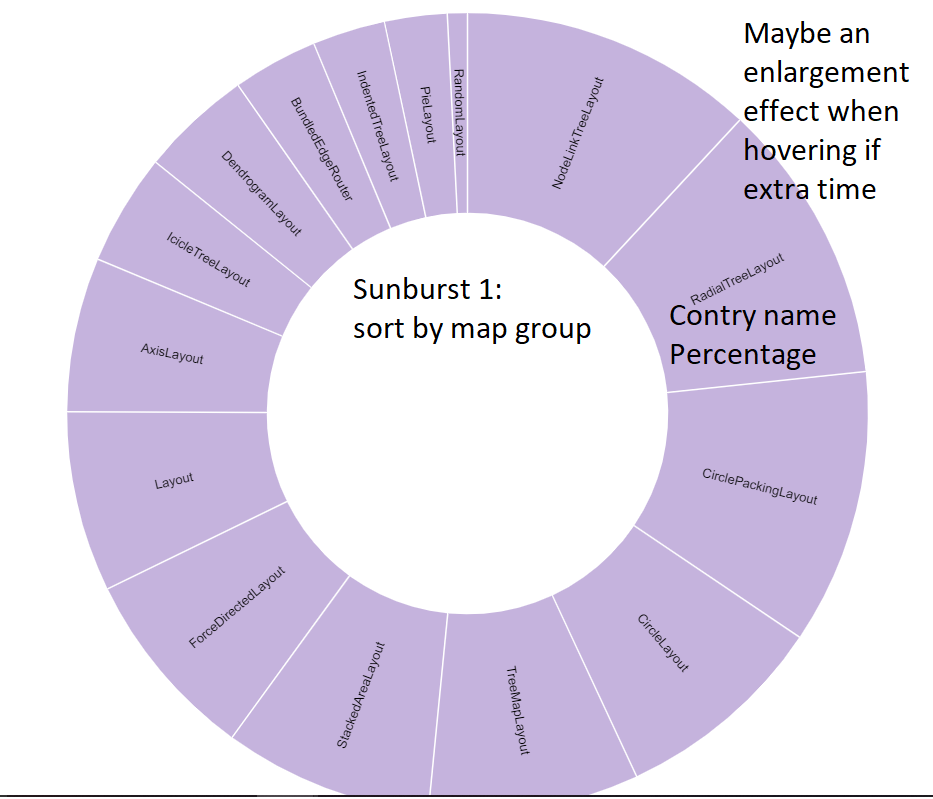 Maybe an
enlargement
effect when
hovering if
extra time
RandomLayout
PieLayout
IndentedTreeLayout
BundledEdgeRouter
DendrogramLayout
IcicleTreeLayout
AxisLayout
Layout
ForceDirectedLayout
StackedAreaLayout
TreeMapLayout
CircleLayout
CirclePackingLayout
RadialTreeLayout
NodeLinkTreeLayout
Sunburst 1:
sort by map group
Contry name
Percentage